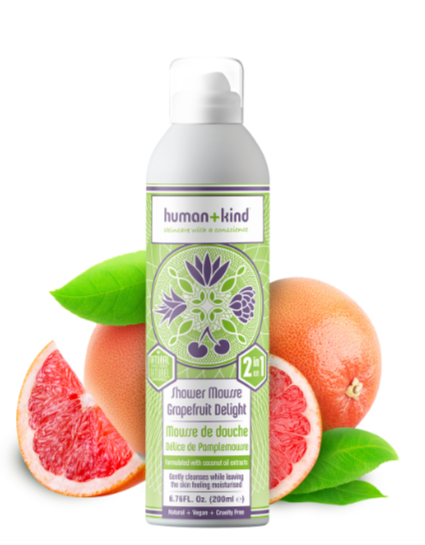 human+kind
skincare with a conscience
2 in 1
Shower Mousse
Grapefruit Delight
Mousse de douche
Délice de Pamplemousse
Formulated with coconut oil extracts
Gently cleanses while leaving
the skin feeling moisturised
6.76FL. Oz. (200ml ℮)
Natural + Vegan + Cruelty Free